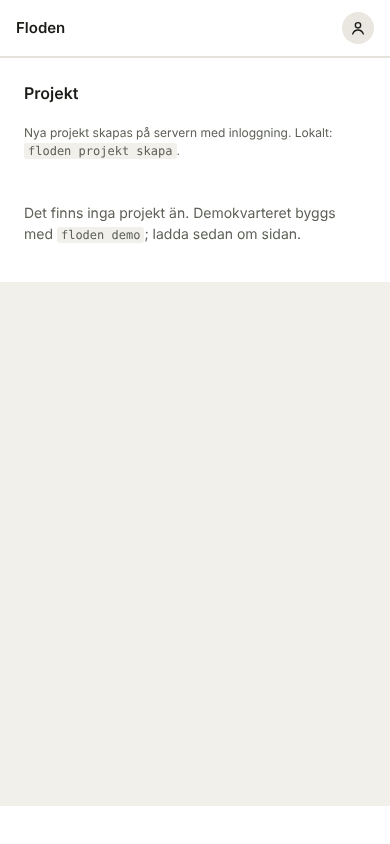 Floden
Projekt
Nya projekt skapas på servern med inloggning. Lokalt:
floden projekt skapa.
Det finns inga projekt än. Demokvarteret byggs
med floden demo; ladda sedan om sidan.